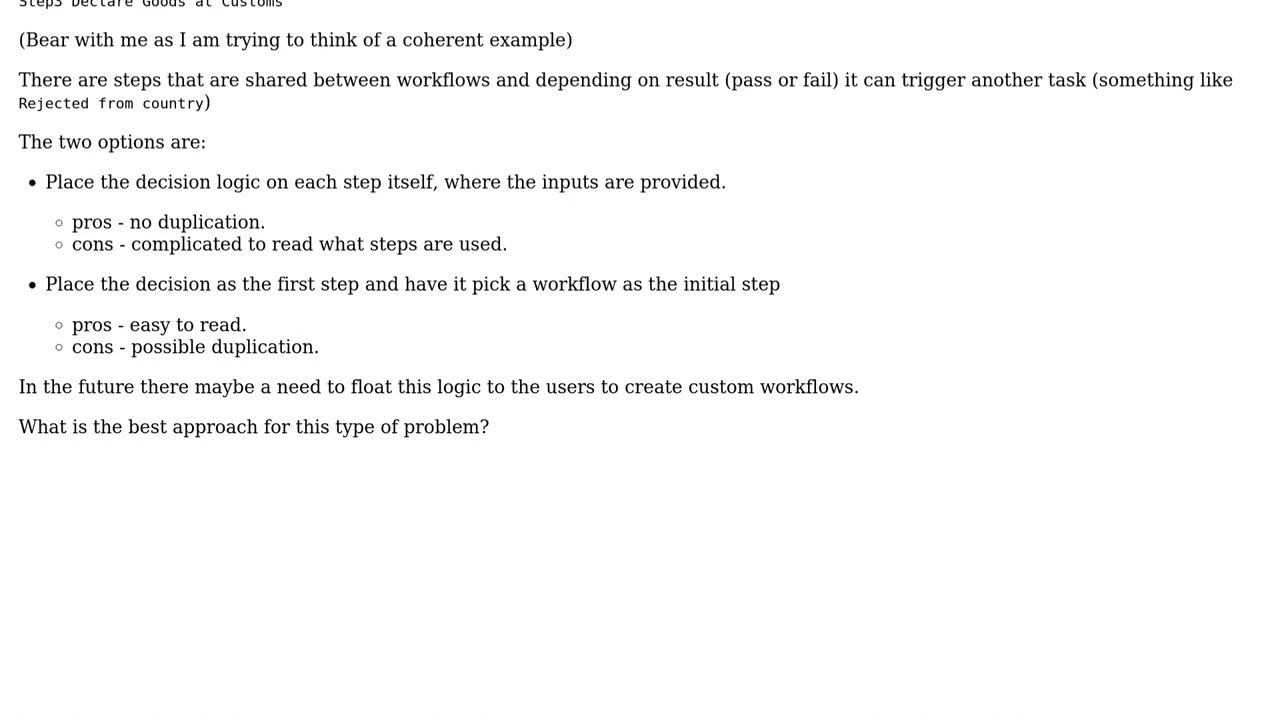 Step3 Declare Goods at Customs
(Bear with me as I am trying to think of a coherent example)
There are steps that are shared between workflows and depending on result (pass or fail) it can trigger another task (something like
Rejected from country)
The two options are:
• Place the decision logic on each step itself, where the inputs are provided.
◦ pros - no duplication.
◦ cons - complicated to read what steps are used.
• Place the decision as the first step and have it pick a workflow as the initial step
◦ pros - easy to read.
◦ cons - possible duplication.
In the future there maybe a need to float this logic to the users to create custom workflows.
What is the best approach for this type of problem?